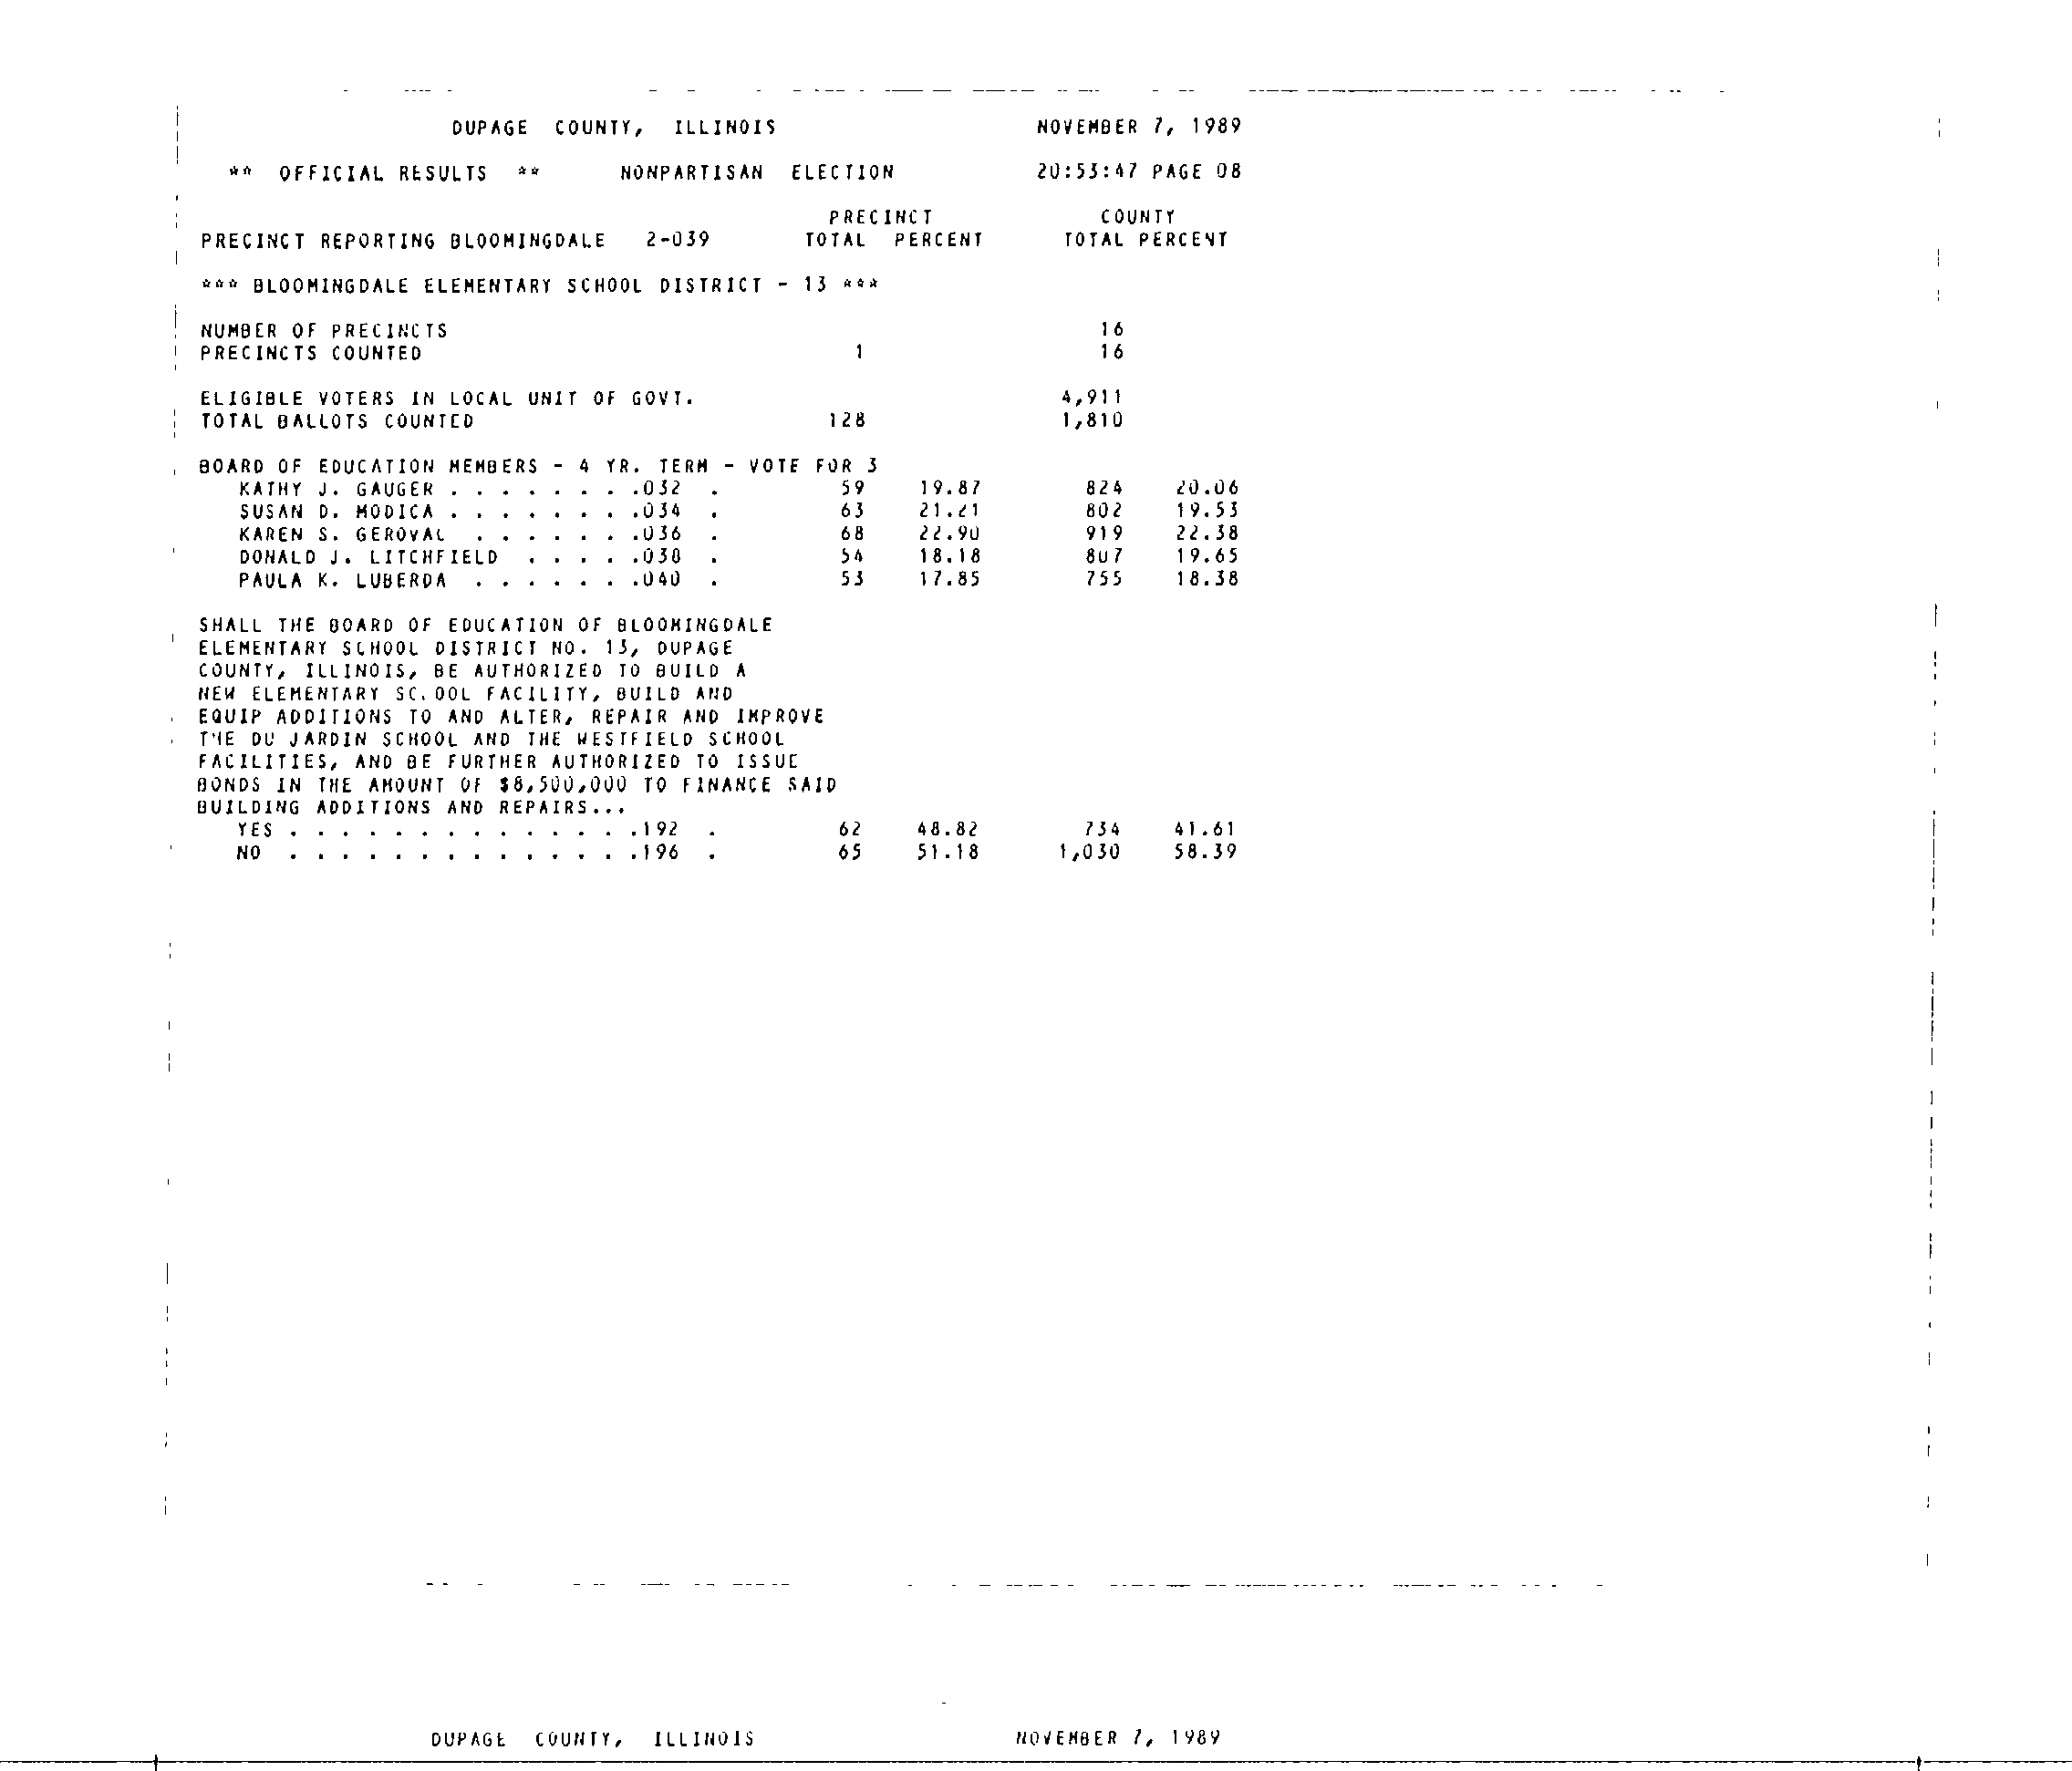 DUPAGE COUNTY, ILLINOIS NOVEMBER 7, 1989
** OFFICIAL RESULTS ** NONPARTISAN ELECTION 20:53:47 PAGE 08
PRECINCT COUNTY
PRECINCT REPORTING BLOOMINGDALE 2-039 TOTAL PERCENT TOTAL PERCENT
*** BLOOMINGDALE ELEMENTARY SCHOOL DISTRICT - 13 ***
NUMBER OF PRECINCTS 16
PRECINCTS COUNTED 1 16
ELIGIBLE VOTERS IN LOCAL UNIT OF GOVT. 4,911
TOTAL BALLOTS COUNTED 128 1,810
BOARD OF EDUCATION MEMBERS - 4 YR. TERM - VOTE FOR 3
KATHY J. GAUGER . . . . . . . .032 . 59 19.87 824 20.06
SUSAN D. MODICA . . . . . . . .034 . 63 21.21 802 19.53
KAREN S. GEROVAL . . . . . . .036 . 68 22.90 919 22.38
DONALD J. LITCHFIELD . . . . .038 . 54 18.18 807 19.65
PAULA K. LUBERDA . . . . . . .040 . 53 17.85 755 18.38
SHALL THE BOARD OF EDUCATION OF BLOOMINGDALE
ELEMENTARY SCHOOL DISTRICT NO. 13, DUPAGE
COUNTY, ILLINOIS, BE AUTHORIZED TO BUILD A
NEW ELEMENTARY SC.OOL FACILITY, BUILD AND
EQUIP ADDITIONS TO AND ALTER, REPAIR AND IMPROVE
THE DU JARDIN SCHOOL AND THE WESTFIELD SCHOOL
FACILITIES, AND BE FURTHER AUTHORIZED TO ISSUE
BONDS IN THE AMOUNT OF $8,500,000 TO FINANCE SAID
BUILDING ADDITIONS AND REPAIRS...
YES . . . . . . . . . . . . . .192 . 62 48.82 734 41.61
NO . . . . . . . . . . . . . .196 . 65 51.18 1,030 58.39
DUPAGE COUNTY, ILLINOIS NOVEMBER 7, 1989